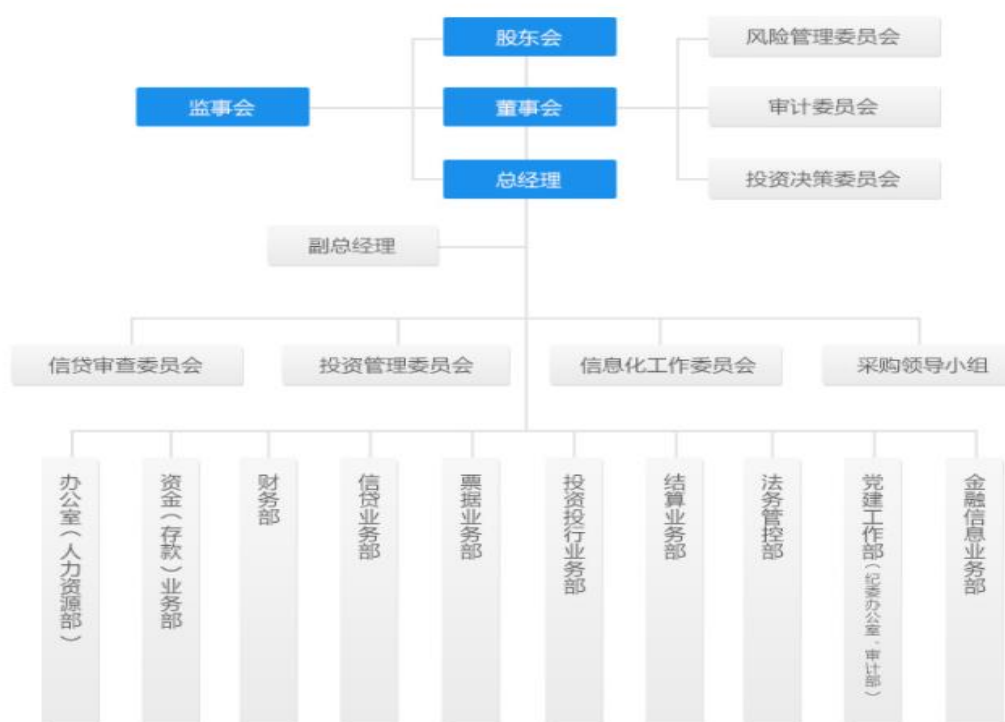 股东会
风险管理委员会
监事会
董事会
审计委员会
总经理
投资决策委员会
副总经理
信贷审查委员会
投资管理委员会
信息化工作委员会
采购领导小组
办公室（人力资源部）
资金（存款）业务部
财务部
信贷业务部
票据业务部
投资投行业务部
结算业务部
法务管控部
党建工作部（纪委办公室、审计部）
金融信息业务部